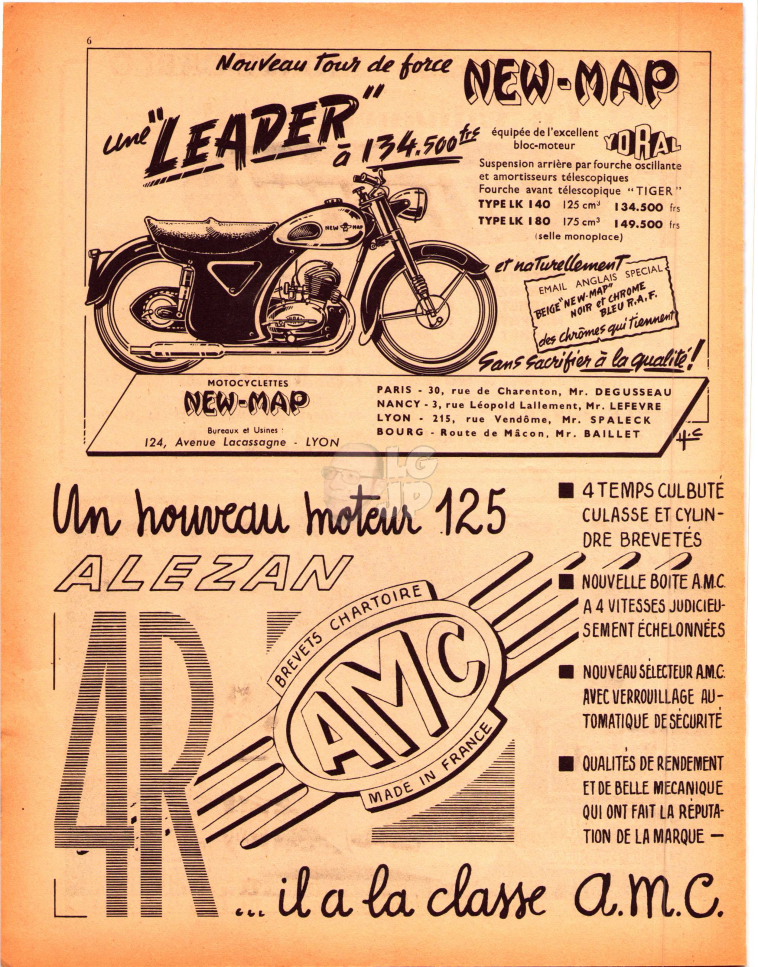 6
Nouveau Tour de force NEW-MAP
une "LEADER"
à 134.500 frs
équipée de l'excellent
bloc-moteur YDRAL
Suspension arrière par fourche oscillante
et amortisseurs télescopiques
Fourche avant télescopique "TIGER"
TYPE LK 140 125 cm³ 134.500 frs
TYPE LK 180 175 cm³ 149.500 frs
(selle monoplace)
NEW MAP
et naturellement
EMAIL ANGLAIS SPECIAL
BEIGE "NEW-MAP"
NOIR et CHROME
BLEU R.A.F.
des chrômes qui tiennent
Sans sacrifier à la qualité!
MOTOCYCLETTES
NEW-MAP
Bureaux et Usines :
124, Avenue Lacassagne - LYON
PARIS - 30, rue de Charenton, Mr. DEGUSSEAU
NANCY - 3, rue Léopold Lallement, Mr. LEFEVRE
LYON - 215, rue Vendôme, Mr. SPALECK
BOURG - Route de Mâcon, Mr. BAILLET
H.C
LG
Un nouveau moteur 125
ALEZAN
4R
BREVETS CHARTOIRE
AMC
MADE IN FRANCE
■ 4 TEMPS CULBUTÉ
CULASSE ET CYLIN-
DRE BREVETÉS
■ NOUVELLE BOITE A.M.C.
A 4 VITESSES JUDICIEU-
SEMENT ÉCHELONNÉES
■ NOUVEAU SÉLECTEUR A.M.C.
AVEC VERROUILLAGE AU-
TOMATIQUE DE SÉCURITÉ
■ QUALITÉS DE RENDEMENT
ET DE BELLE MECANIQUE
QUI ONT FAIT LA RÉPUTA-
TION DE LA MARQUE —
... il a la classe A.M.C.